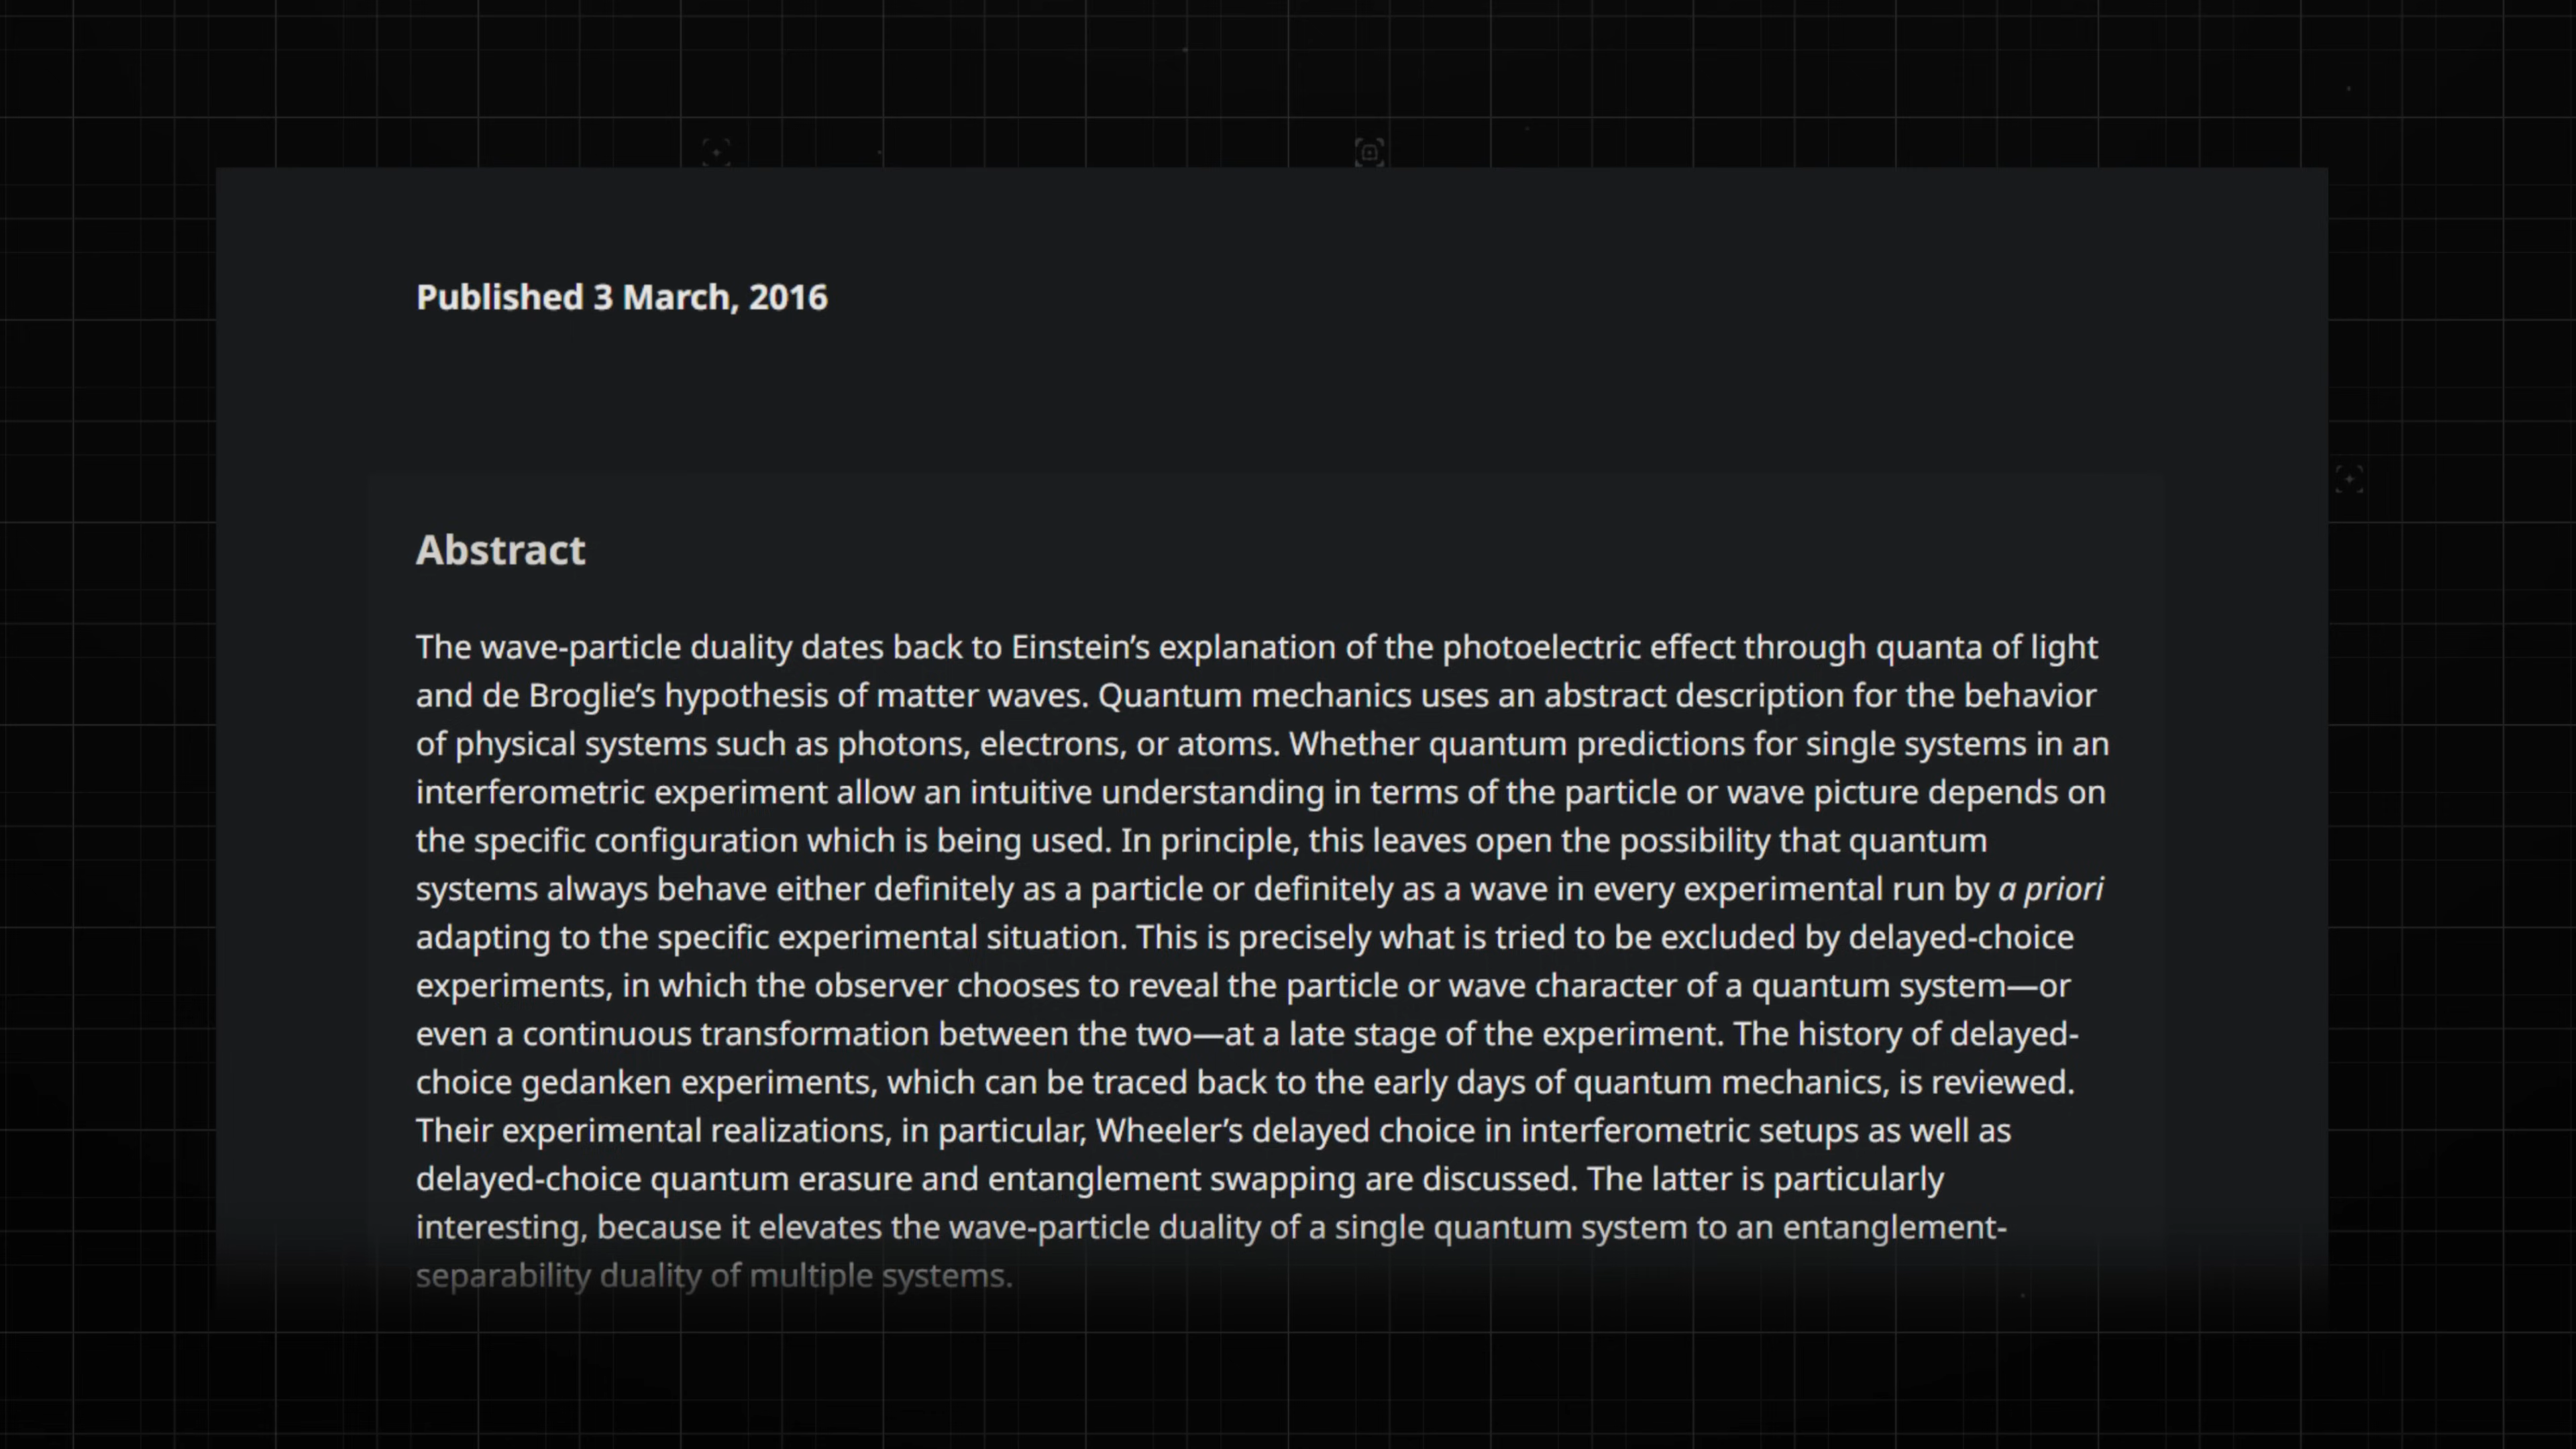 Published 3 March, 2016
Abstract
The wave-particle duality dates back to Einstein’s explanation of the photoelectric effect through quanta of light
and de Broglie’s hypothesis of matter waves. Quantum mechanics uses an abstract description for the behavior
of physical systems such as photons, electrons, or atoms. Whether quantum predictions for single systems in an
interferometric experiment allow an intuitive understanding in terms of the particle or wave picture depends on
the specific configuration which is being used. In principle, this leaves open the possibility that quantum
systems always behave either definitely as a particle or definitely as a wave in every experimental run by a priori
adapting to the specific experimental situation. This is precisely what is tried to be excluded by delayed-choice
experiments, in which the observer chooses to reveal the particle or wave character of a quantum system—or
even a continuous transformation between the two—at a late stage of the experiment. The history of delayed-
choice gedanken experiments, which can be traced back to the early days of quantum mechanics, is reviewed.
Their experimental realizations, in particular, Wheeler’s delayed choice in interferometric setups as well as
delayed-choice quantum erasure and entanglement swapping are discussed. The latter is particularly
interesting, because it elevates the wave-particle duality of a single quantum system to an entanglement-
separability duality of multiple systems.